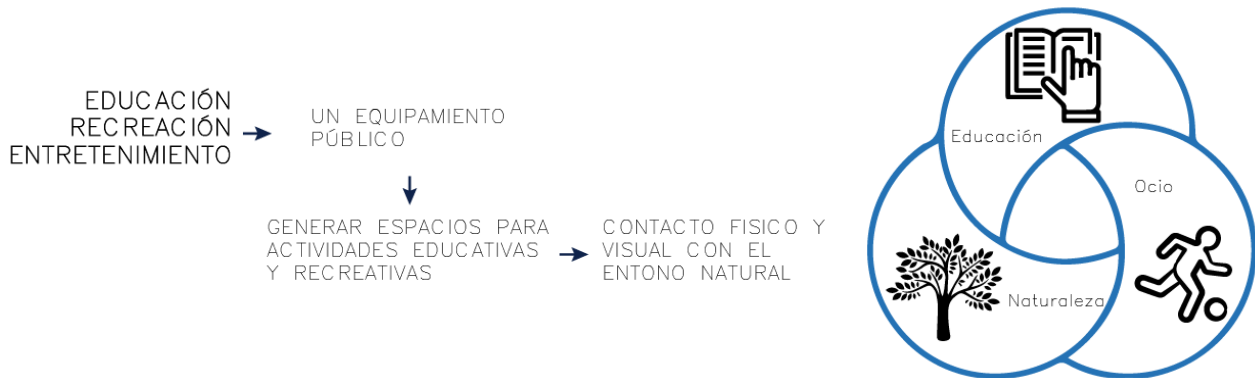 EDUCACIÓN
RECREACIÓN
ENTRETENIMIENTO
UN EQUIPAMIENTO
PÚBLICO
GENERAR ESPACIOS PARA
ACTIVIDADES EDUCATIVAS
Y RECREATIVAS
CONTACTO FISICO Y
VISUAL CON EL
ENTONO NATURAL
Educación
Ocio
Naturaleza